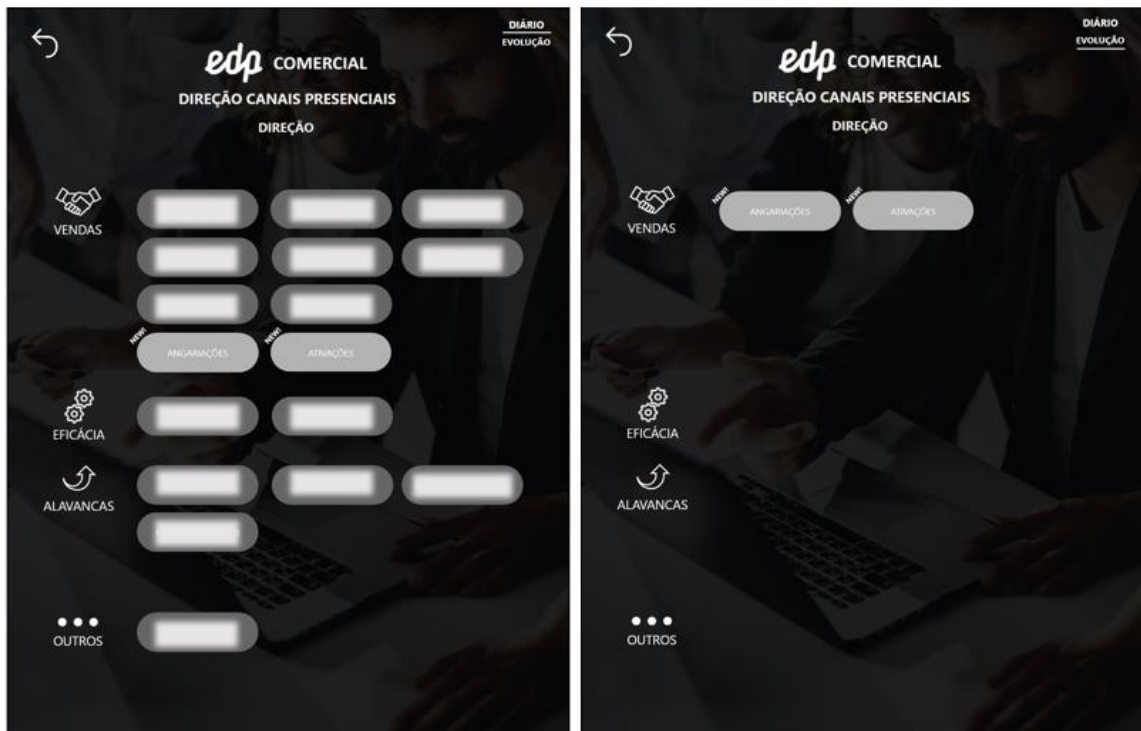 DIÁRIO
EVOLUÇÃO
edp COMERCIAL
DIREÇÃO CANAIS PRESENCIAIS
DIREÇÃO
VENDAS
NEW!
ANGARIAÇÕES
NEW!
ATIVAÇÕES
EFICÁCIA
ALAVANCAS
OUTROS
DIÁRIO
EVOLUÇÃO
edp COMERCIAL
DIREÇÃO CANAIS PRESENCIAIS
DIREÇÃO
VENDAS
NEW!
ANGARIAÇÕES
NEW!
ATIVAÇÕES
EFICÁCIA
ALAVANCAS
OUTROS